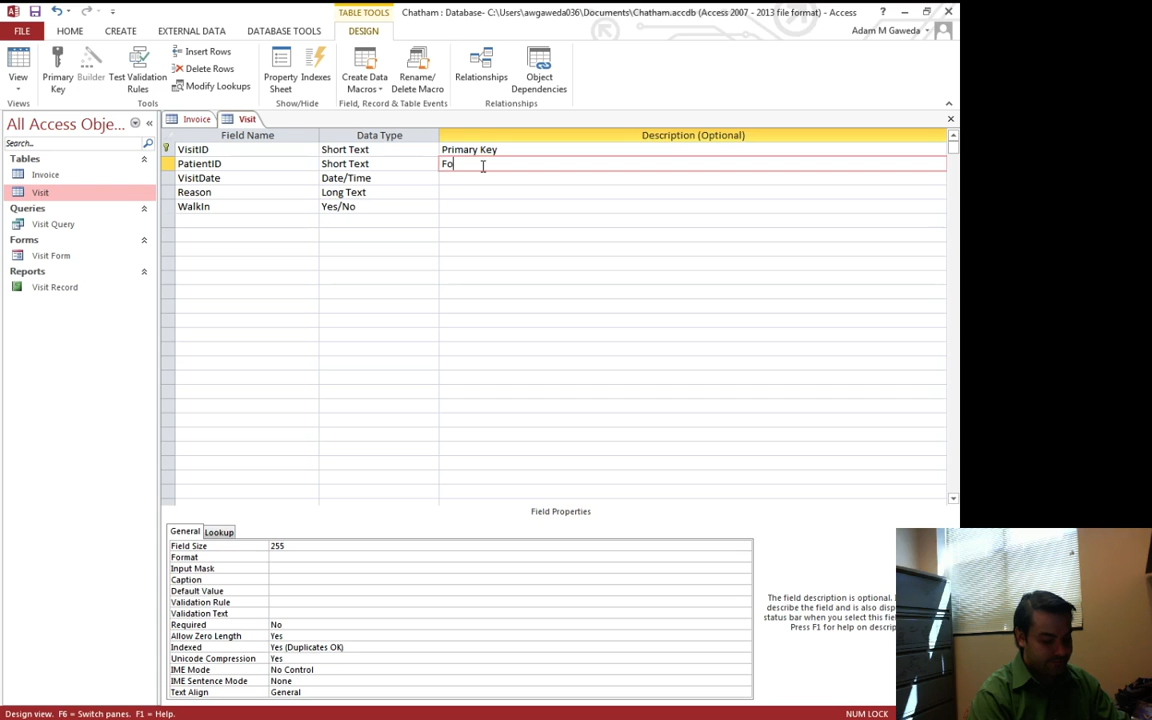 TABLE TOOLS
Chatham : Database- C:\Users\awgaweda036\Documents\Chatham.accdb (Access 2007 - 2013 file format) - Access
FILE HOME CREATE EXTERNAL DATA DATABASE TOOLS DESIGN
Adam M Gaweda
View
Primary Key
Builder
Test Validation Rules
Insert Rows
Delete Rows
Modify Lookups
Property Sheet
Indexes
Create Data Macros
Rename/ Delete Macro
Relationships
Object Dependencies
Views
Tools
Show/Hide
Field, Record & Table Events
Relationships
All Access Obje...
Search...
Tables
Invoice
Visit
Queries
Visit Query
Forms
Visit Form
Reports
Visit Record
Invoice Visit
Field Name Data Type Description (Optional)
VisitID Short Text Primary Key
PatientID Short Text Fo
VisitDate Date/Time
Reason Long Text
WalkIn Yes/No
Field Properties
General Lookup
Field Size 255
Format
Input Mask
Caption
Default Value
Validation Rule
Validation Text
Required No
Allow Zero Length Yes
Indexed Yes (Duplicates OK)
Unicode Compression Yes
IME Mode No Control
IME Sentence Mode None
Text Align General
The field description is optional.
describe the field and is also disp
status bar when you select this fie
Press F1 for help on descrip
Design view. F6 = Switch panes. F1 = Help.
NUM LOCK